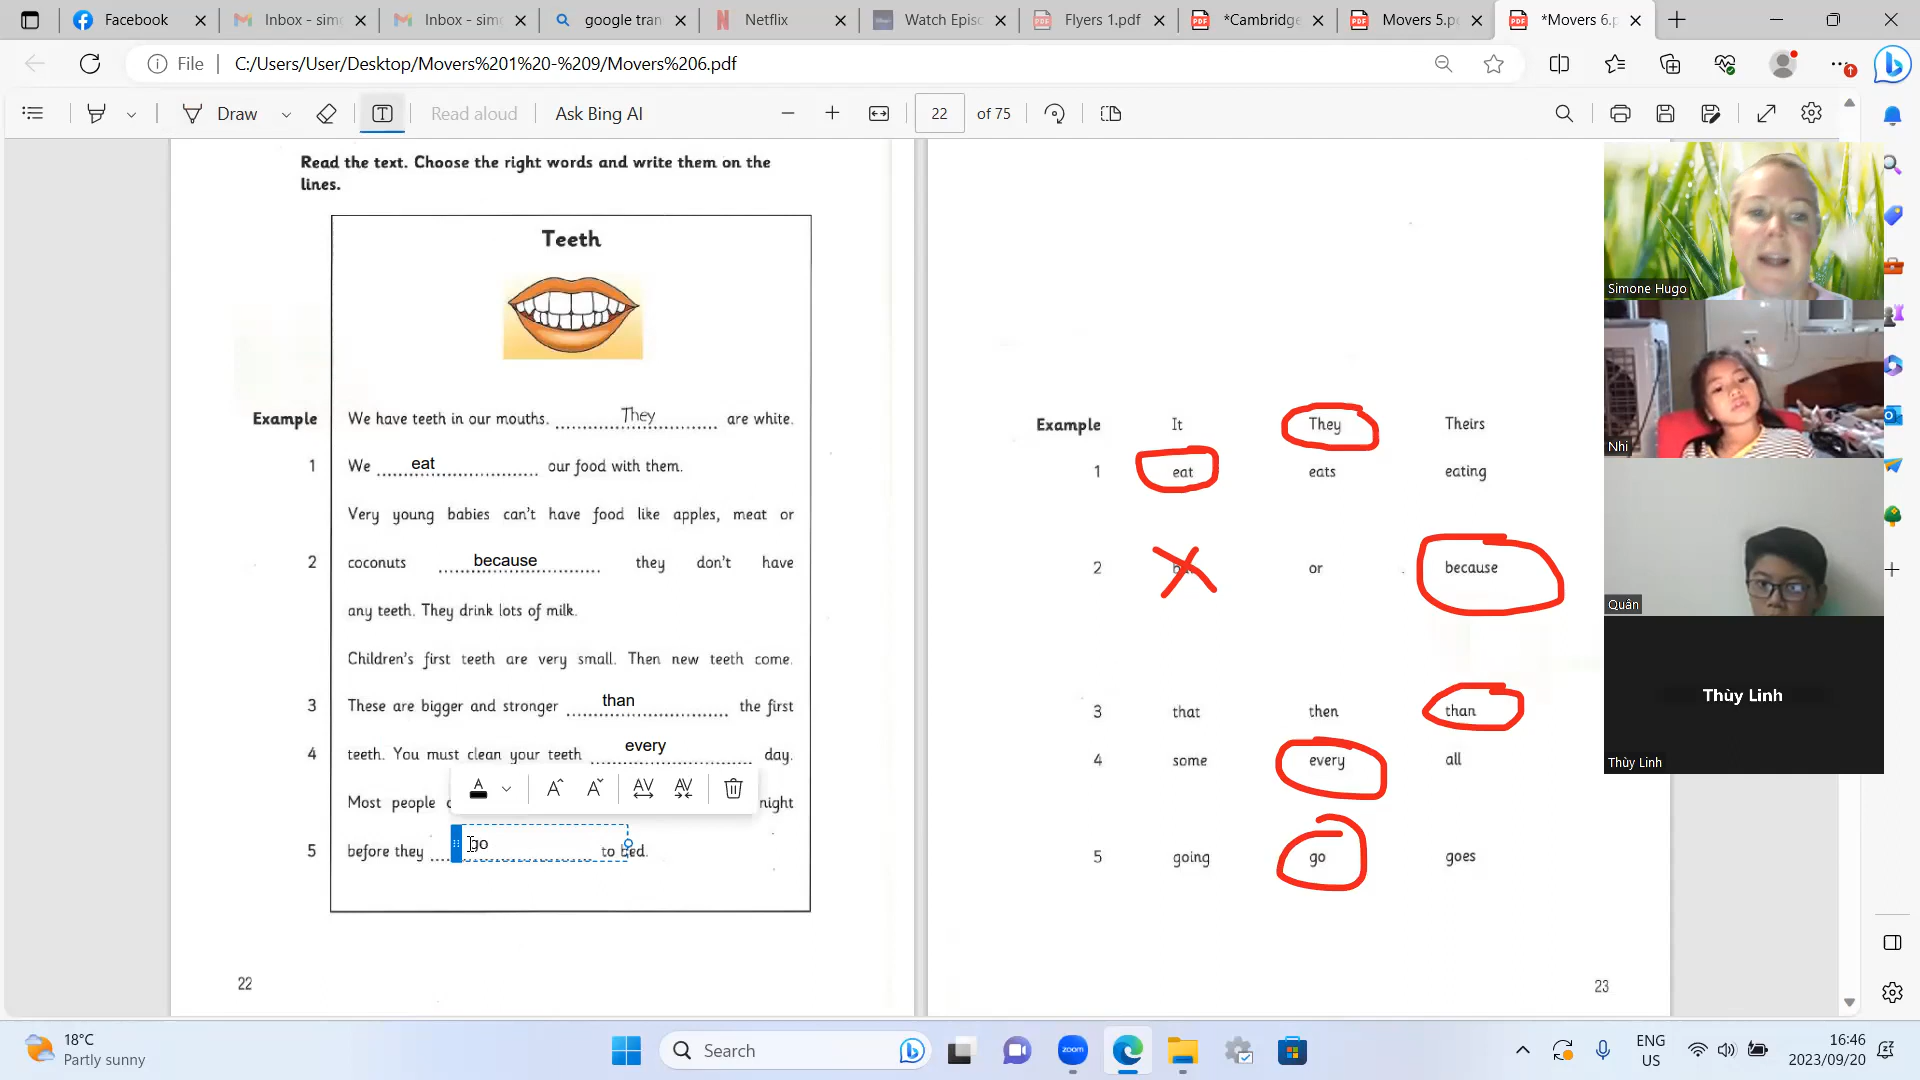 Facebook
Inbox - simo
Inbox - simo
google tran
Netflix
Watch Episo
Flyers 1.pdf
*Cambridge
Movers 5.p
*Movers 6.p
File
C:/Users/User/Desktop/Movers%201%20-%209/Movers%206.pdf
Draw
Read aloud
Ask Bing AI
22
of 75
Read the text. Choose the right words and write them on the
lines.
Teeth
Example We have teeth in our mouths. They are white.
1 We eat our food with them.
Very young babies can't have food like apples, meat or
2 coconuts because they don't have
any teeth. They drink lots of milk.
Children's first teeth are very small. Then new teeth come.
3 These are bigger and stronger than the first
4 teeth. You must clean your teeth every day.
Most people night
5 before they go to bed.
22
Example It They Theirs
1 eat eats eating
2 or because
3 that then than
4 some every all
5 going go goes
23
Simone Hugo
Nhi
Quân
Thùy Linh
Thùy Linh
18°C
Partly sunny
Search
zoom
ENG
US
16:46
2023/09/20